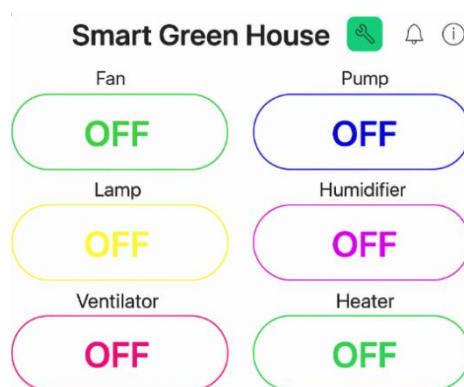 Smart Green House
Fan Pump
OFF OFF
Lamp Humidifier
OFF OFF
Ventilator Heater
OFF OFF